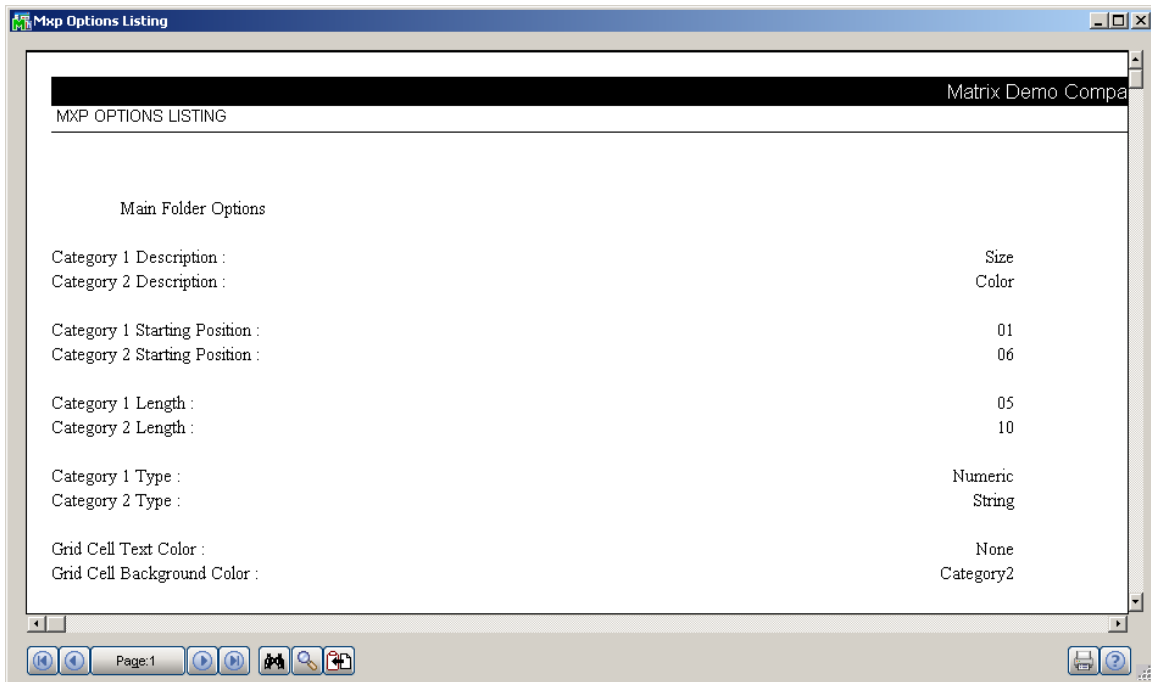 Mxp Options Listing
Matrix Demo Compa
MXP OPTIONS LISTING
Main Folder Options
Category 1 Description : Size
Category 2 Description : Color
Category 1 Starting Position : 01
Category 2 Starting Position : 06
Category 1 Length : 05
Category 2 Length : 10
Category 1 Type : Numeric
Category 2 Type : String
Grid Cell Text Color : None
Grid Cell Background Color : Category2
Page:1